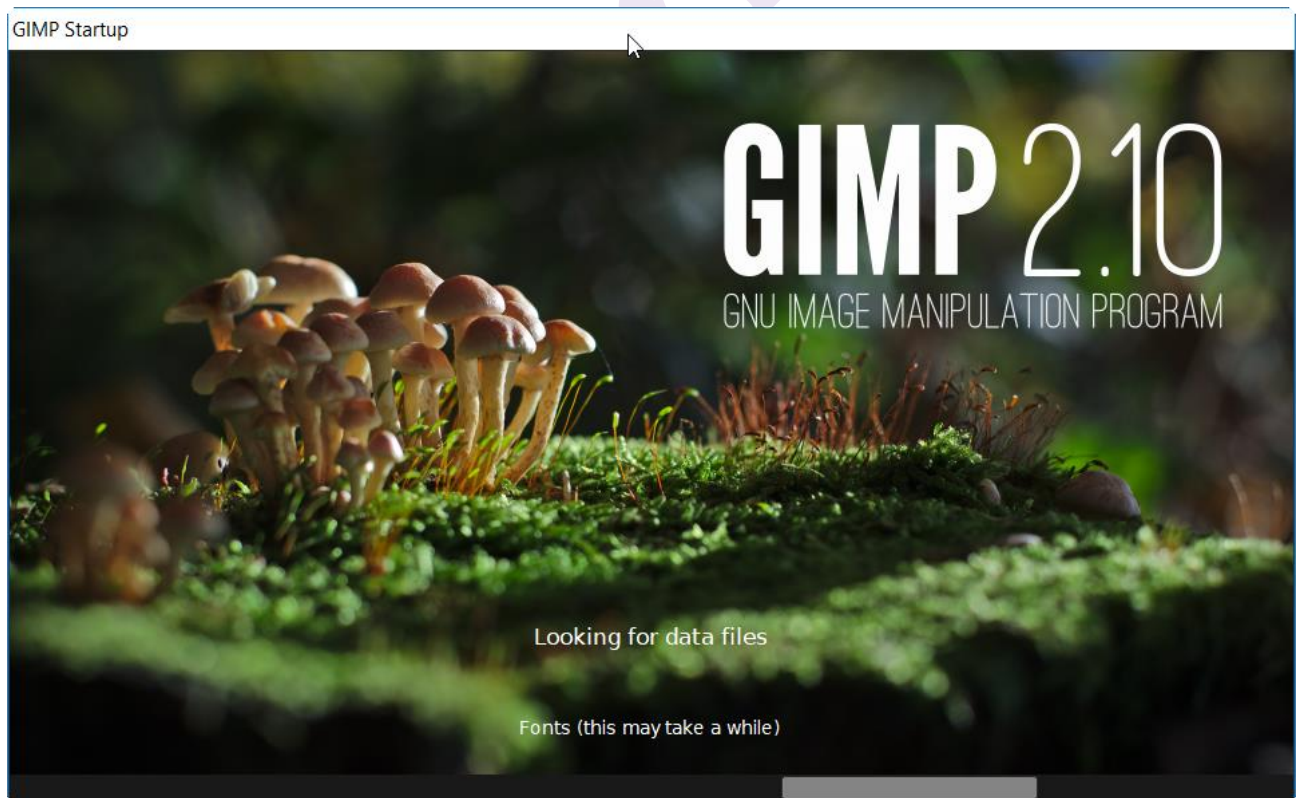 GIMP Startup
GIMP 2.10
GNU IMAGE MANIPULATION PROGRAM
Looking for data files
Fonts (this may take a while)